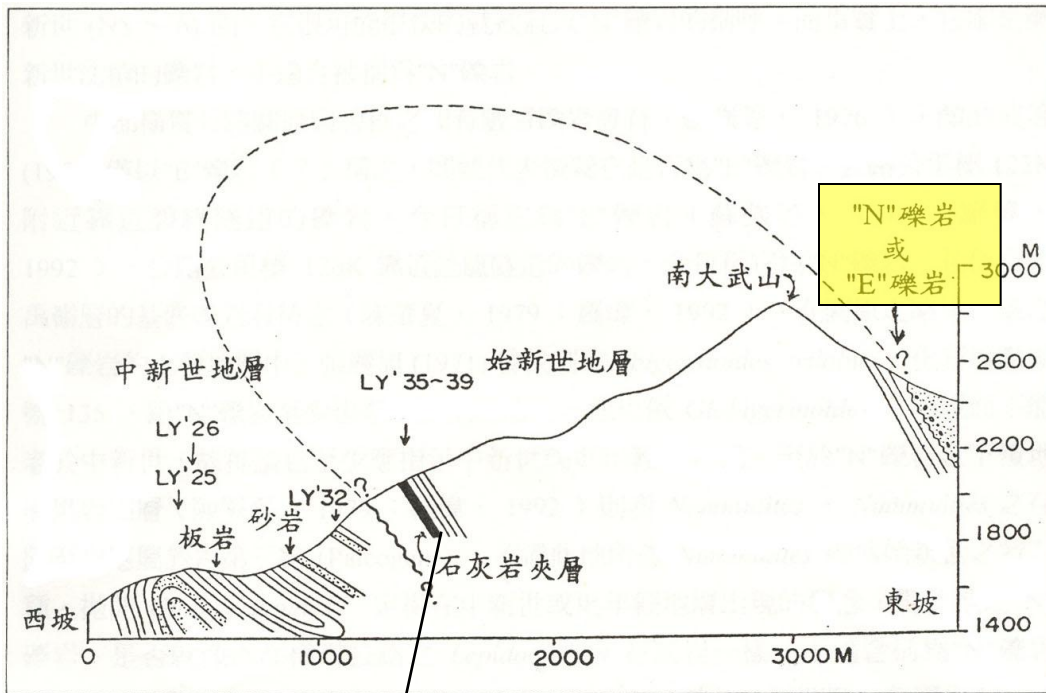 "N"礫岩
或
"E"礫岩
M
3000
南大武山
2600
始新世地層
中新世地層
LY'35~39
LY'26
2200
LY'25
LY'32
砂岩
1800
板岩
石灰岩夾層
西坡
東坡
1400
0
1000
2000
3000M
?
?
?